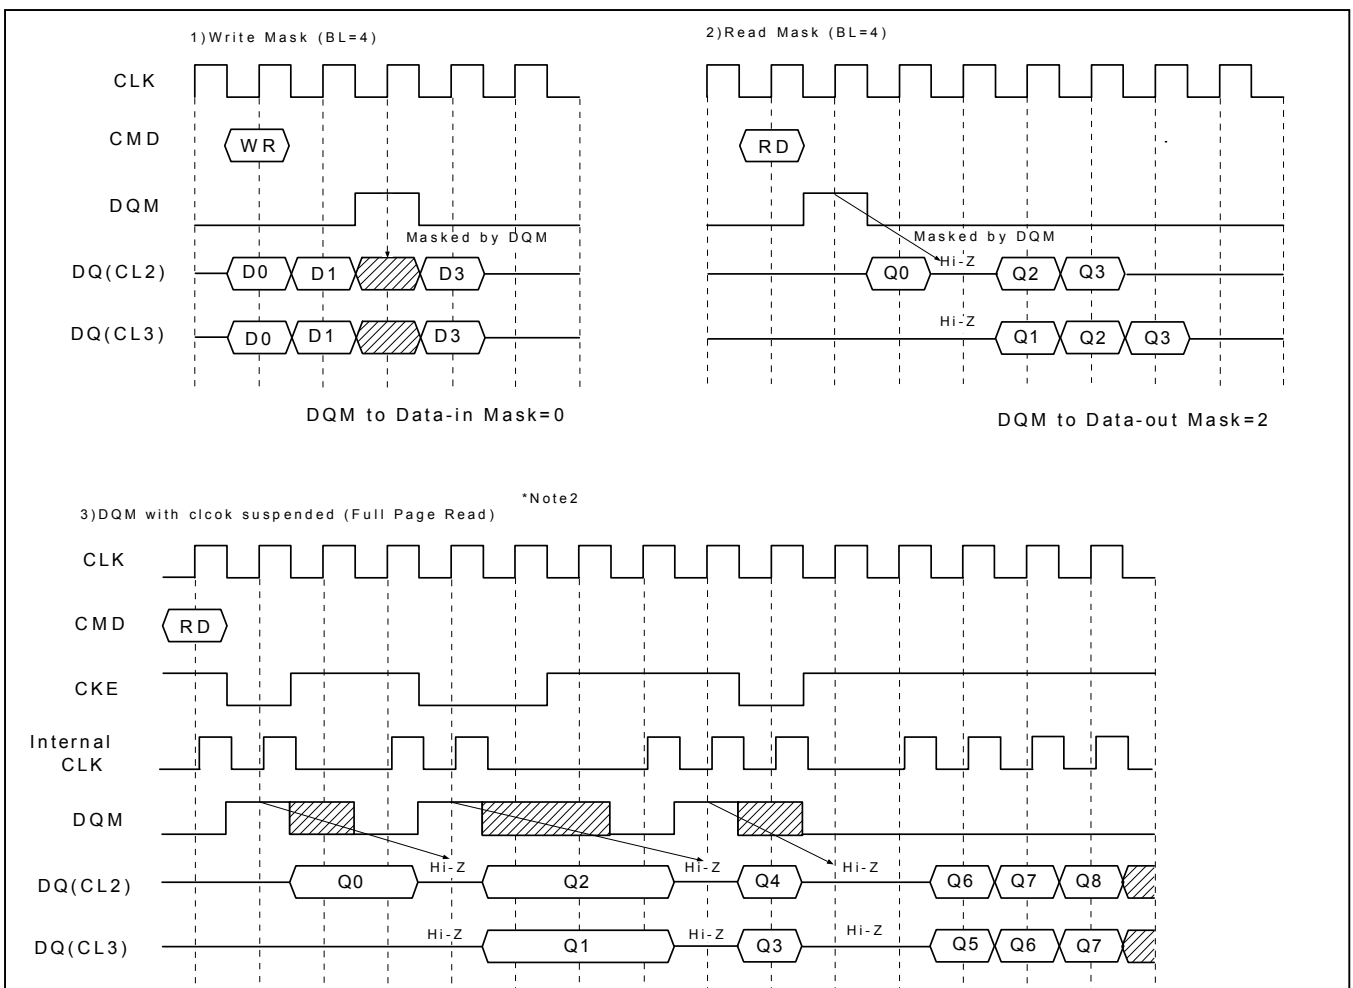 1)Write Mask (BL=4)
2)Read Mask (BL=4)
CLK
CMD
WR
RD
DQM
Masked by DQM
Masked by DQM
DQ(CL2)
D0 D1 D3
Q0 Hi-Z Q2 Q3
DQ(CL3)
D0 D1 D3
Hi-Z Q1 Q2 Q3
DQM to Data-in Mask=0
DQM to Data-out Mask=2
*Note2
3)DQM with clcok suspended (Full Page Read)
CLK
CMD
RD
CKE
Internal
CLK
DQM
DQ(CL2)
Q0 Hi-Z Q2 Hi-Z Q4 Hi-Z Q6 Q7 Q8
DQ(CL3)
Hi-Z Q1 Hi-Z Q3 Hi-Z Q5 Q6 Q7